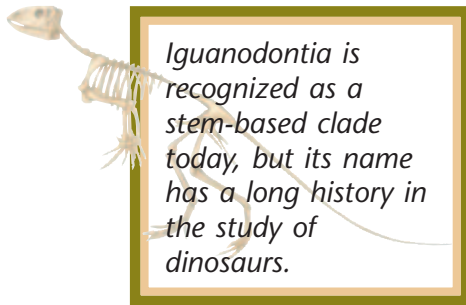 Iguanodontia is
recognized as a
stem-based clade
today, but its name
has a long history in
the study of
dinosaurs.